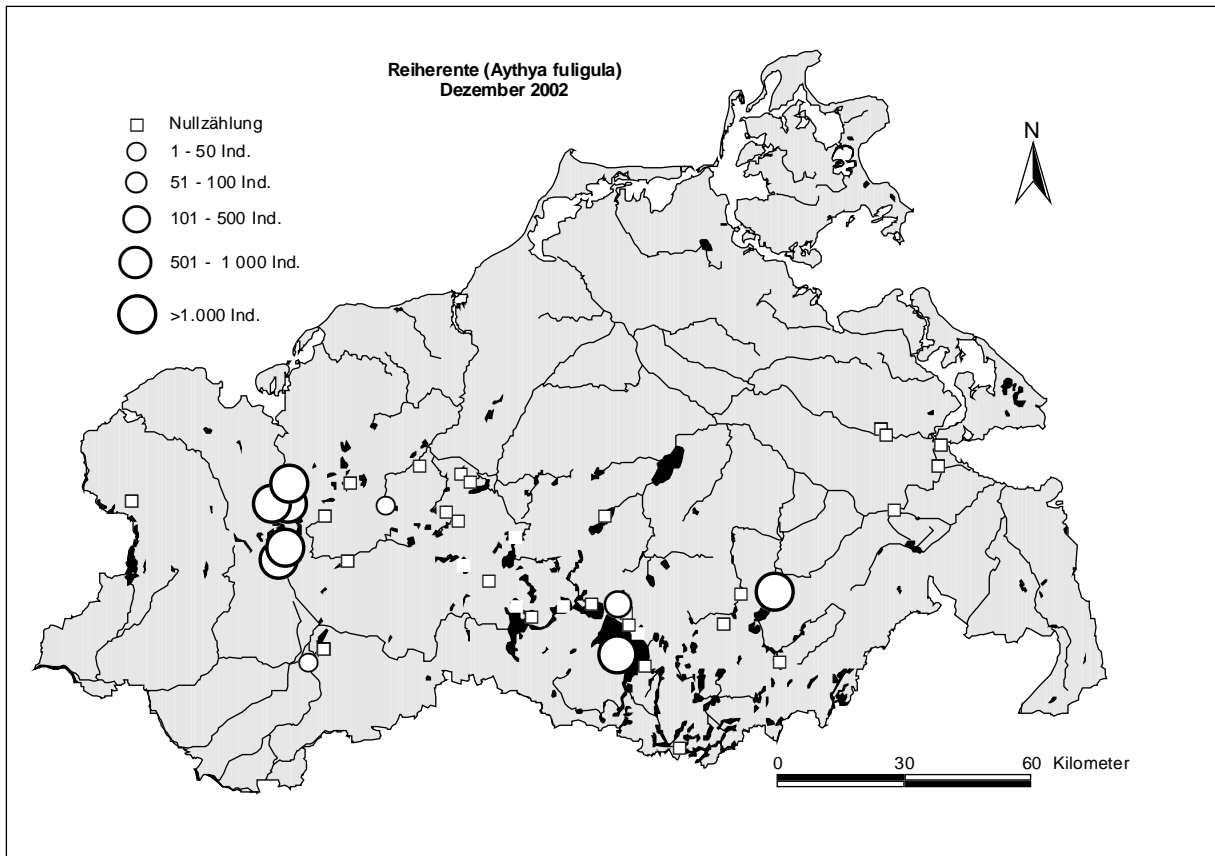 Reiherente (Aythya fuligula)
Dezember 2002
Nullzählung
1 - 50 Ind.
51 - 100 Ind.
101 - 500 Ind.
501 - 1 000 Ind.
>1.000 Ind.
N
0 30 60 Kilometer